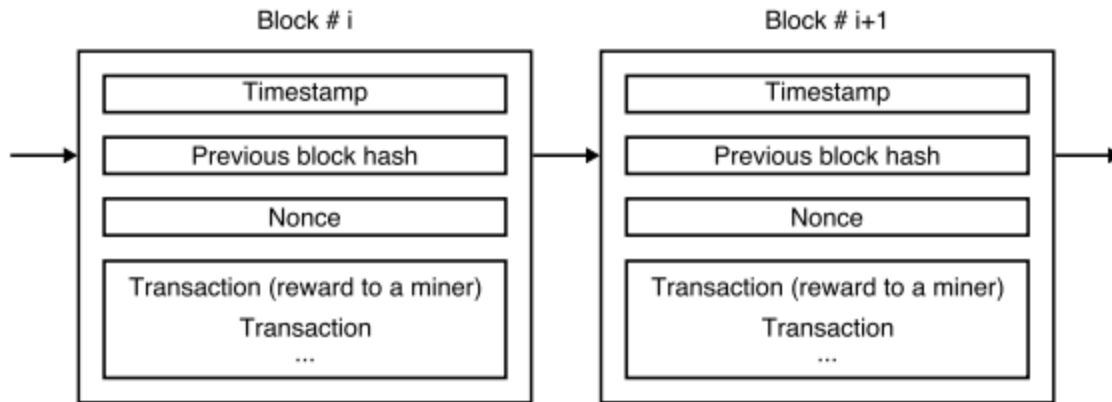 Block # i
Timestamp
Previous block hash
Nonce
Transaction (reward to a miner)
Transaction
...
Block # i+1
Timestamp
Previous block hash
Nonce
Transaction (reward to a miner)
Transaction
...